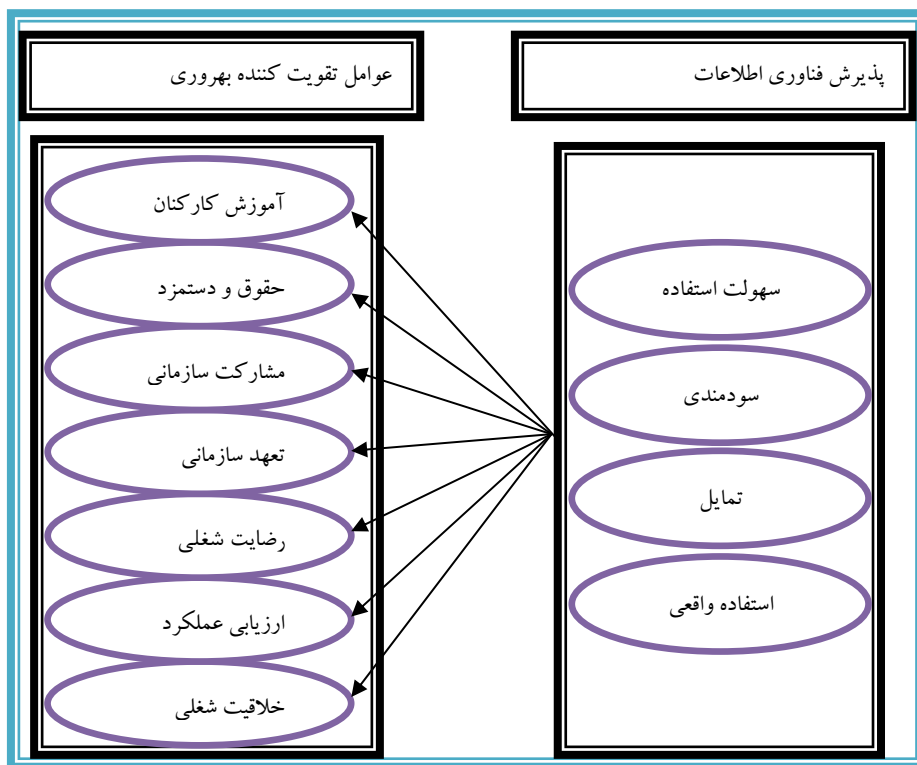 پذیرش فناوری اطلاعات
عوامل تقویت کننده بهروری
سهولت استفاده
سودمندی
تمایل
استفاده واقعی
آموزش کارکنان
حقوق و دستمزد
مشارکت سازمانی
تعهد سازمانی
رضایت شغلی
ارزیابی عملکرد
خلاقیت شغلی